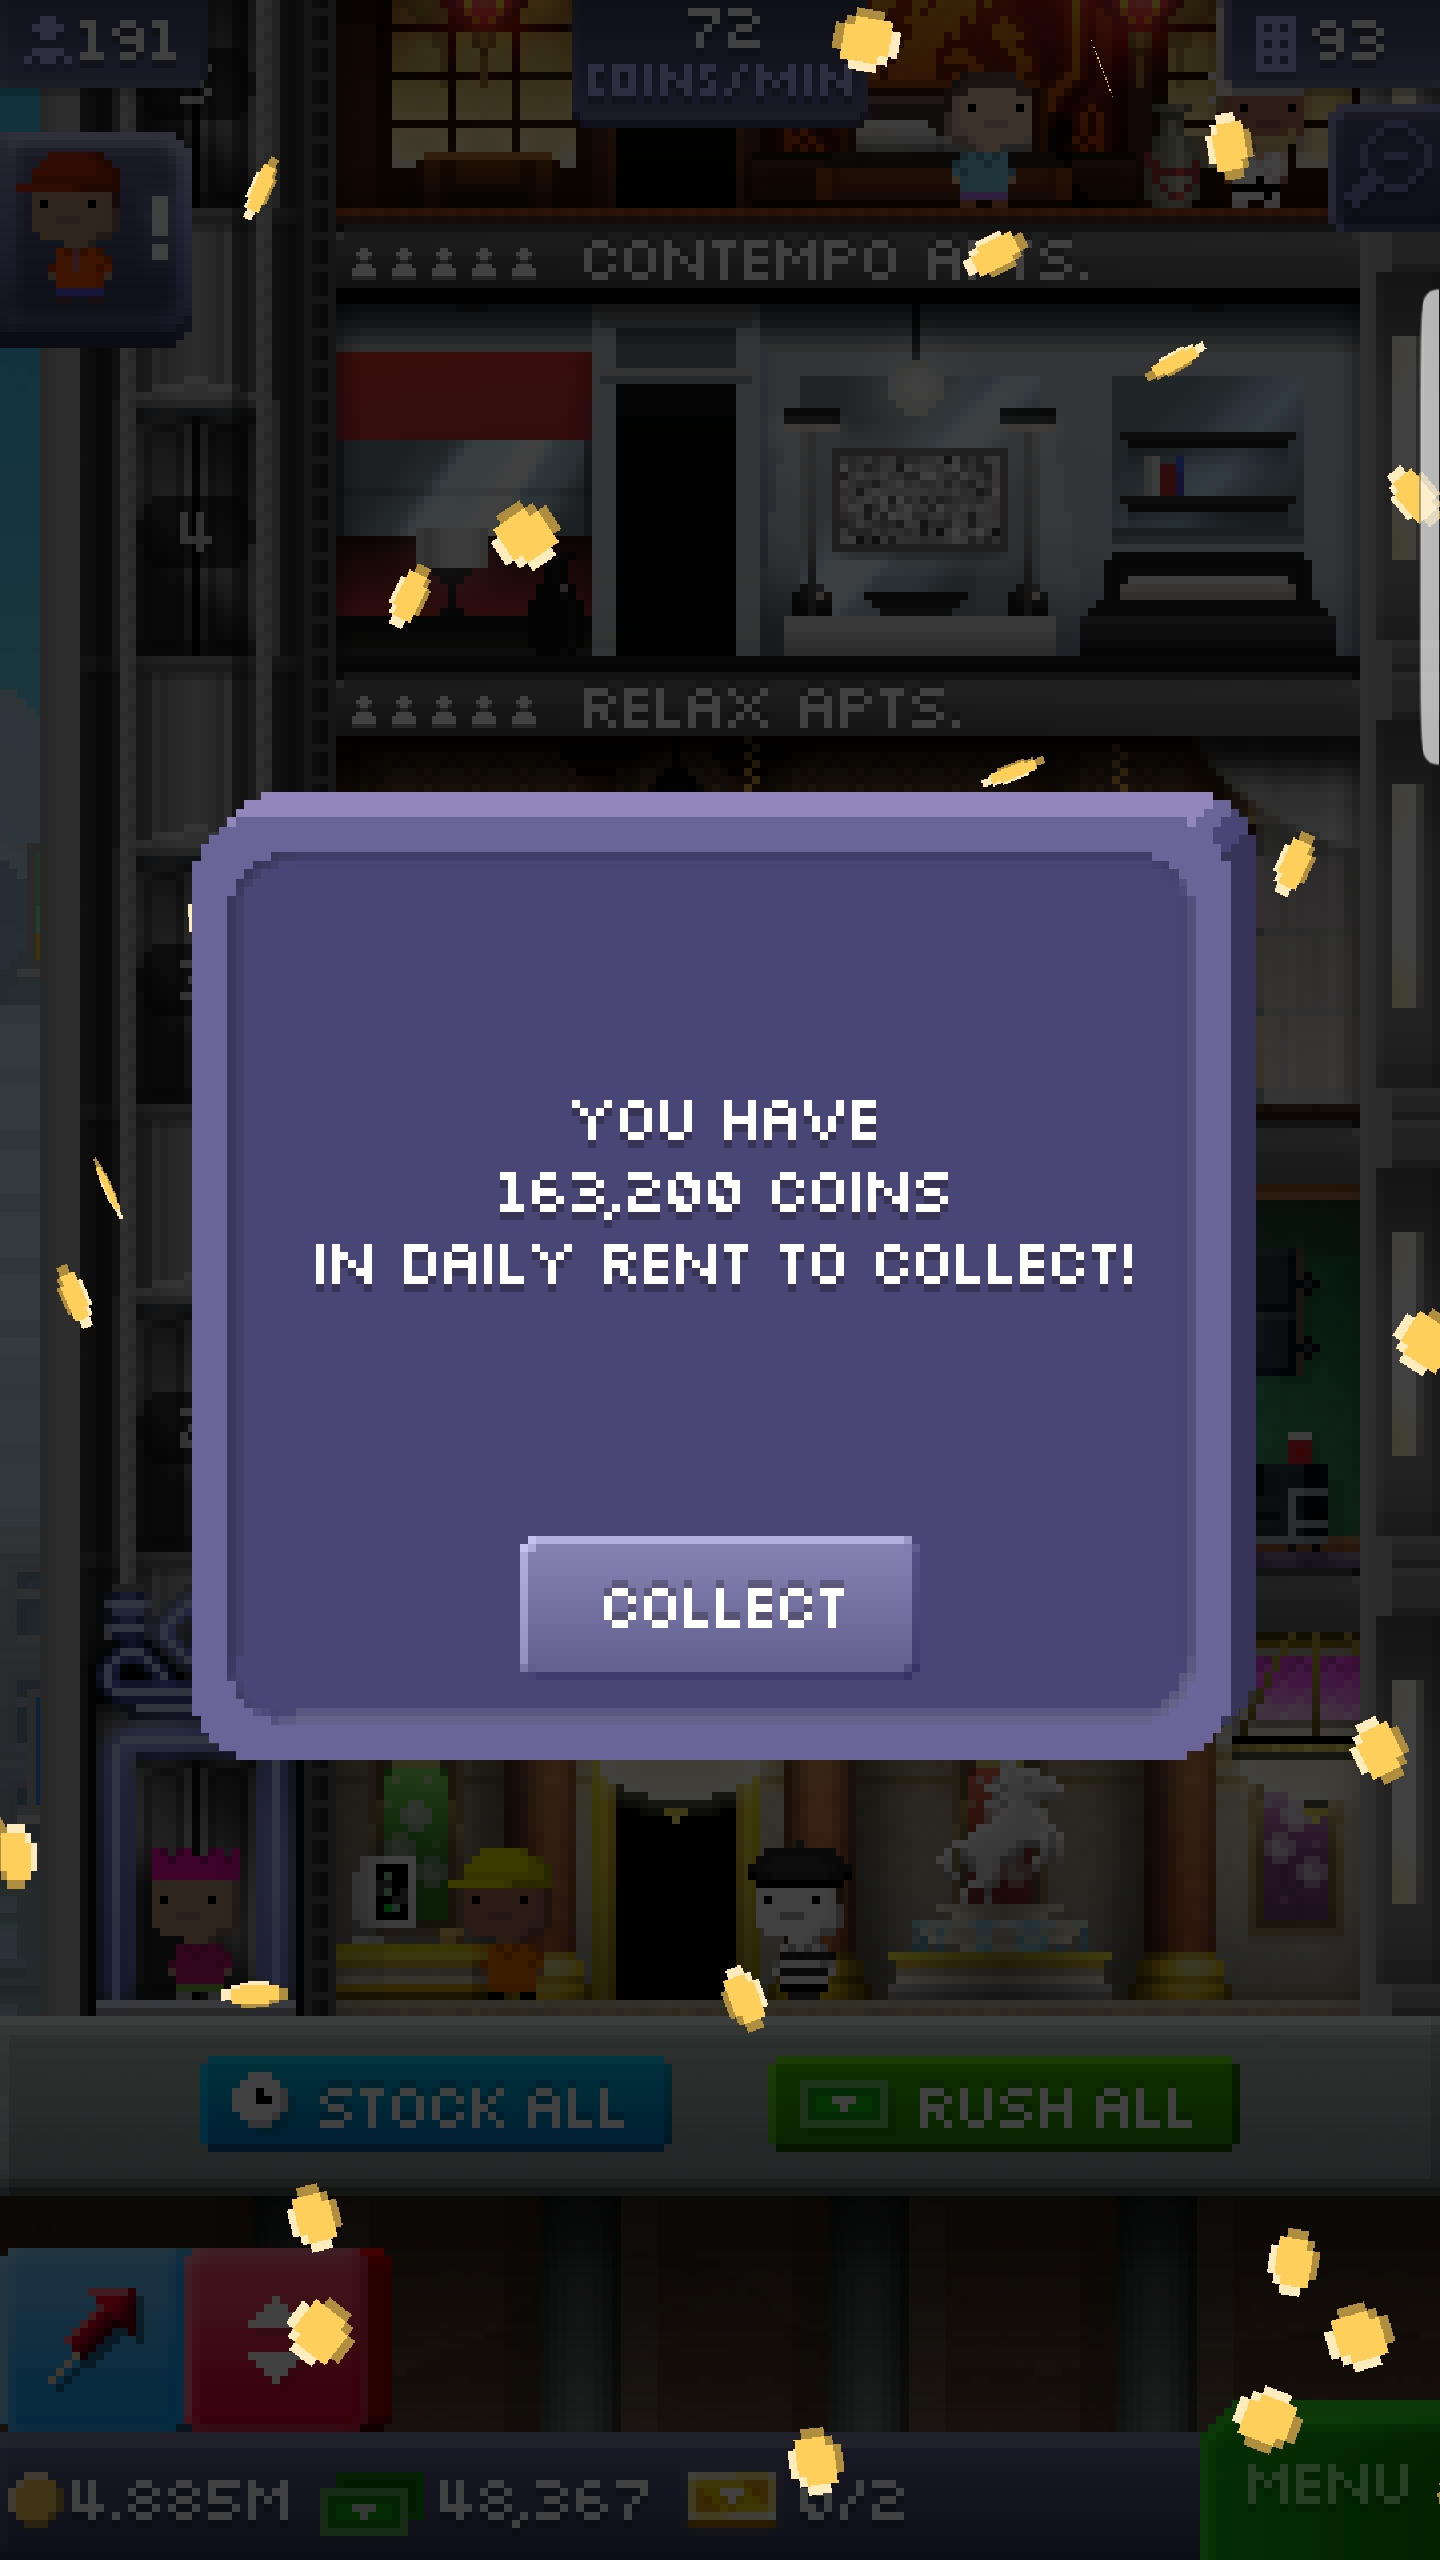 191
72
COINS/MIN
93
!
CONTEMPO APTS.
4
RELAX APTS.
YOU HAVE
163,200 COINS
IN DAILY RENT TO COLLECT!
COLLECT
STOCK ALL
RUSH ALL
4.885M
48,367
0/2
MENU